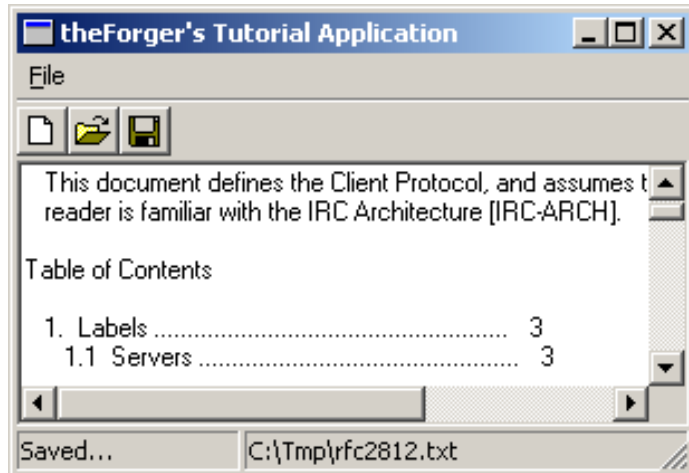 theForger's Tutorial Application
File
This document defines the Client Protocol, and assumes t
reader is familiar with the IRC Architecture [IRC-ARCH].
Table of Contents
1. Labels ..................................................... 3
1.1 Servers ................................................ 3
Saved... C:\Tmp\rfc2812.txt